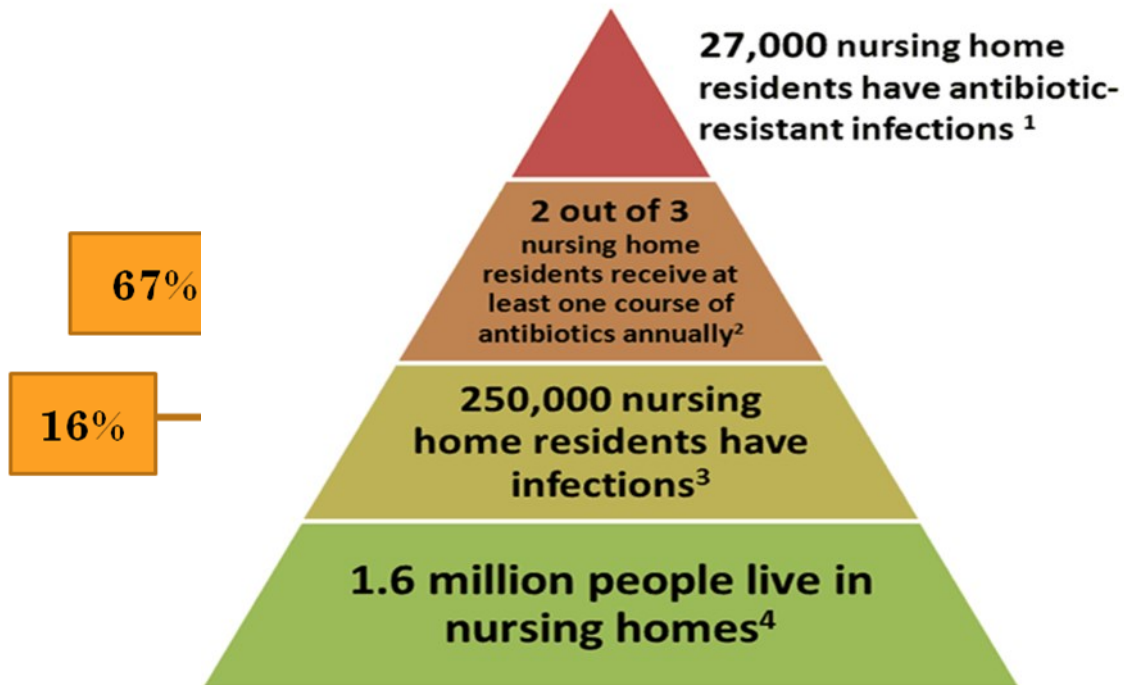 27,000 nursing home
residents have antibiotic-
resistant infections 1
2 out of 3
nursing home
residents receive at
least one course of
antibiotics annually2
67%
250,000 nursing
home residents have
infections3
16%
1.6 million people live in
nursing homes4